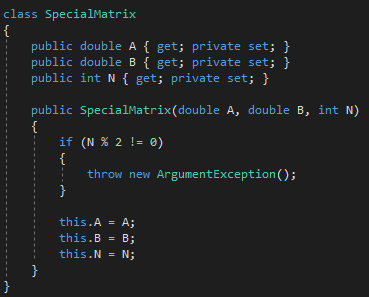 class SpecialMatrix
{
    public double A { get; private set; }
    public double B { get; private set; }
    public int N { get; private set; }

    public SpecialMatrix(double A, double B, int N)
    {
        if (N % 2 != 0)
        {
            throw new ArgumentException();
        }

        this.A = A;
        this.B = B;
        this.N = N;
    }
}